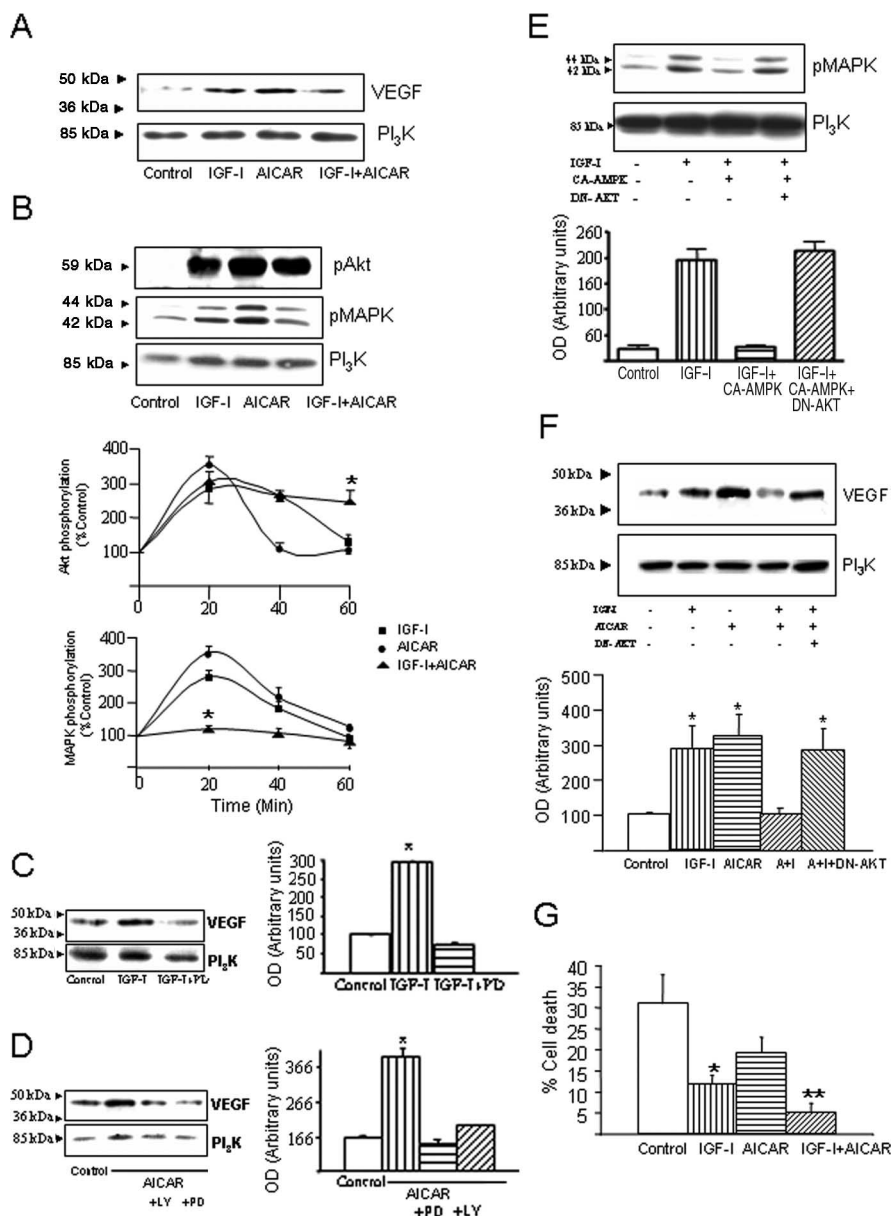 A
50 kDa
36 kDa
85 kDa
VEGF
PI3K
Control IGF-I AICAR IGF-I+AICAR
B
59 kDa
44 kDa
42 kDa
85 kDa
pAkt
pMAPK
PI3K
Control IGF-I AICAR IGF-I+AICAR
Akt phosphorylation
(% Control)
400
300
200
100
0 20 40 60
*
MAPK phosphorylation
(% Control)
400
300
200
100
0 20 40 60
*
Time (Min)
IGF-I
AICAR
IGF-I+AICAR
C
50 kDa
36 kDa
85 kDa
VEGF
PI3K
Control IGF-I IGF-I+PD
OD (Arbitrary units)
300
200
150
100
50
*
Control IGF-I IGF-I+PD
D
50 kDa
36 kDa
85 kDa
VEGF
PI3K
Control
AICAR
+LY +PD
OD (Arbitrary units)
366
266
166
*
Control
AICAR
+PD +LY
E
44 kDa
42 kDa
85 kDa
pMAPK
PI3K
IGF-I - + + +
CA-AMPK - - + +
DN-AKT - - - +
OD (Arbitrary units)
260
200
160
100
60
Control IGF-I IGF-I+ CA-AMPK IGF-I+ CA-AMPK+ DN-AKT
F
50 kDa
36 kDa
85 kDa
VEGF
PI3K
IGF-I - + - + +
AICAR - - + + +
DN-AKT - - - - +
OD (Arbitrary units)
500
300
100
* * *
Control IGF-I AICAR A+I A+I+DN-AKT
G
% Cell death
40
35
30
25
20
15
10
5
* **
Control IGF-I AICAR IGF-I+AICAR